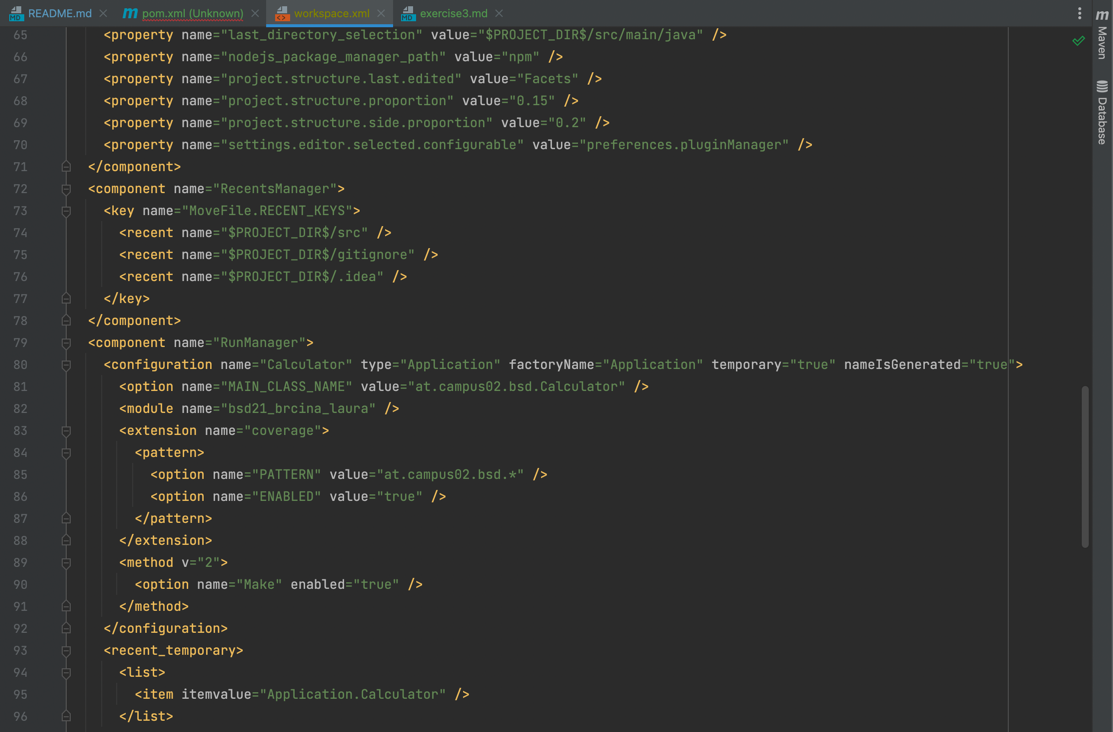 README.md
pom.xml (Unknown)
workspace.xml
exercise3.md
Maven
Database
65 <property name="last_directory_selection" value="$PROJECT_DIR$/src/main/java" />
66 <property name="nodejs_package_manager_path" value="npm" />
67 <property name="project.structure.last.edited" value="Facets" />
68 <property name="project.structure.proportion" value="0.15" />
69 <property name="project.structure.side.proportion" value="0.2" />
70 <property name="settings.editor.selected.configurable" value="preferences.pluginManager" />
71 </component>
72 <component name="RecentsManager">
73 <key name="MoveFile.RECENT_KEYS">
74 <recent name="$PROJECT_DIR$/src" />
75 <recent name="$PROJECT_DIR$/gitignore" />
76 <recent name="$PROJECT_DIR$/.idea" />
77 </key>
78 </component>
79 <component name="RunManager">
80 <configuration name="Calculator" type="Application" factoryName="Application" temporary="true" nameIsGenerated="true">
81 <option name="MAIN_CLASS_NAME" value="at.campus02.bsd.Calculator" />
82 <module name="bsd21_brcina_laura" />
83 <extension name="coverage">
84 <pattern>
85 <option name="PATTERN" value="at.campus02.bsd.*" />
86 <option name="ENABLED" value="true" />
87 </pattern>
88 </extension>
89 <method v="2">
90 <option name="Make" enabled="true" />
91 </method>
92 </configuration>
93 <recent_temporary>
94 <list>
95 <item itemvalue="Application.Calculator" />
96 </list>